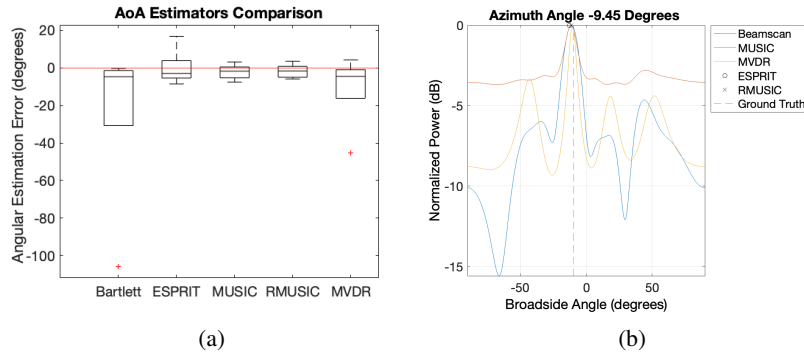 AoA Estimators Comparison
Angular Estimation Error (degrees)
20
0
-20
-40
-60
-80
-100
Bartlett ESPRIT MUSIC RMUSIC MVDR
(a)
Azimuth Angle -9.45 Degrees
Normalized Power (dB)
0
-5
-10
-15
-50 0 50
Broadside Angle (degrees)
Beamscan
MUSIC
MVDR
ESPRIT
RMUSIC
Ground Truth
(b)